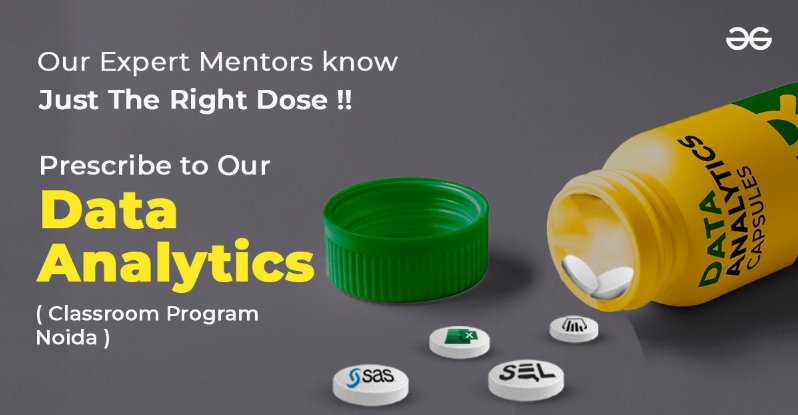 Our Expert Mentors know
Just The Right Dose !!
Prescribe to Our
Data
Analytics
( Classroom Program
Noida )
DATA
ANALYTICS
CAPSULES
X
sas
SQL